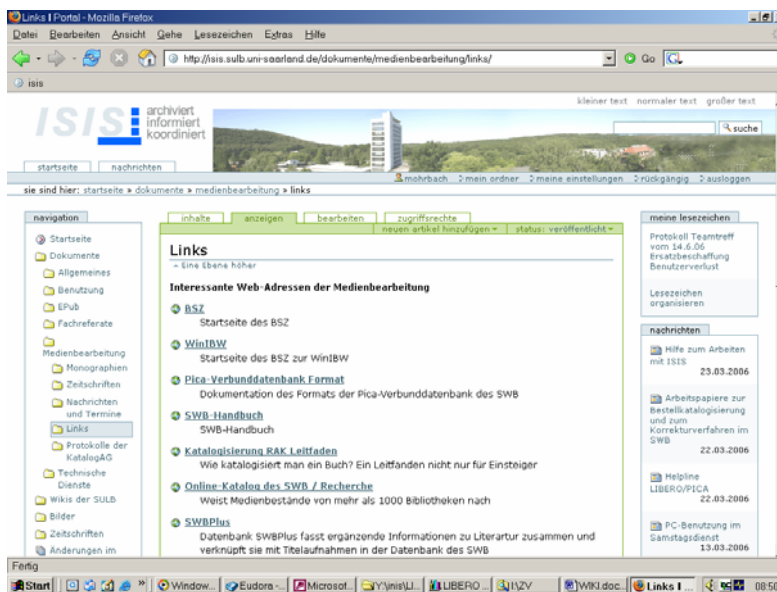 Links I Portal - Mozilla Firefox
Datei Bearbeiten Ansicht Gehe Lesezeichen Extras Hilfe
http://isis.sulb.uni-saarland.de/dokumente/medienbearbeitung/links/ Go
isis
kleiner text normaler text großer text
ISIS
archiviert
informiert
koordiniert
suche
startseite nachrichten
mohrbach mein ordner meine einstellungen rückgängig ausloggen
sie sind hier: startseite » dokumente » medienbearbeitung » links
navigation
Startseite
Dokumente
Allgemeines
Benutzung
EPub
Fachreferate
Medienbearbeitung
Monographien
Zeitschriften
Nachrichten
und Termine
Links
Protokolle der
KatalogAG
Technische
Dienste
Wikis der SULB
Bilder
Zeitschriften
Änderungen im
inhalte anzeigen bearbeiten zugriffsrechte
neuen artikel hinzufügen status: veröffentlicht
Links
Eine Ebene höher
Interessante Web-Adressen der Medienbearbeitung
BSZ
Startseite des BSZ
WinIBW
Startseite des BSZ zur WinIBW
Pica-Verbunddatenbank Format
Dokumentation des Formats der Pica-Verbunddatenbank des SWB
SWB-Handbuch
SWB-Handbuch
Katalogisierung RAK Leitfaden
Wie katalogisiert man ein Buch? Ein Leitfanden nicht nur für Einsteiger
Online-Katalog des SWB / Recherche
Weist Medienbestände von mehr als 1000 Bibliotheken nach
SWBPlus
Datenbank SWBPlus fasst ergänzende Informationen zu Literartur zusammen und
verknüpft sie mit Titelaufnahmen in der Datenbank des SWB
meine lesezeichen
Protokoll Teamtreff
vom 14.6.06
Ersatzbeschaffung
Benutzerverlust
Lesezeichen
organisieren
nachrichten
Hilfe zum Arbeiten
mit ISIS
23.03.2006
Arbeitspapiere zur
Bestellkatalogisierung
und zum
Korrekturverfahren im
SWB
22.03.2006
Helpline
LIBERO/PICA
22.03.2006
PC-Benutzung im
Samstagsdienst
13.03.2006
Fertig
Start » Window... Eudora -... Microsof... Y:\inis\LI... LIBERO ... I:\ZV WIKI.doc... Links I ... 08:50